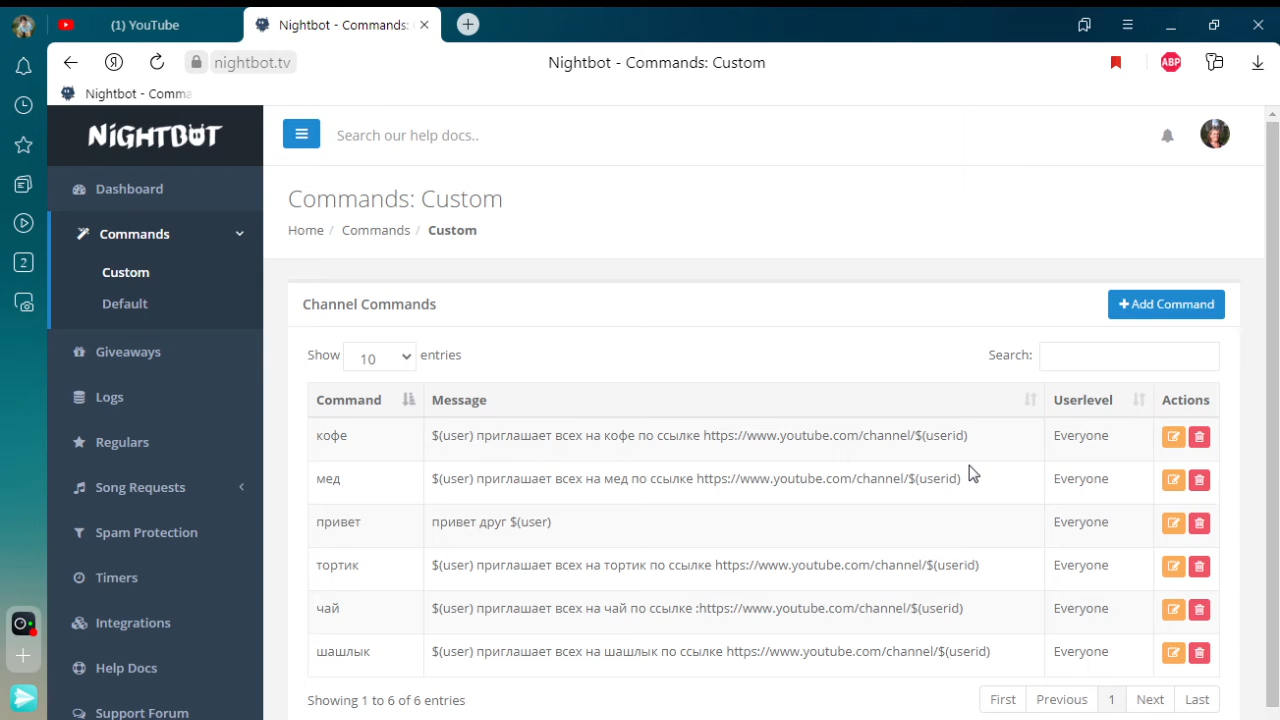 (1) YouTube
Nightbot - Commands:
nightbot.tv
Nightbot - Commands: Custom
ABP
Nightbot - Comma
NIGHTBOT
Search our help docs..
Dashboard
Commands
Custom
Default
Giveaways
Logs
Regulars
Song Requests
Spam Protection
Timers
Integrations
Help Docs
Support Forum
2
Commands: Custom
Home / Commands / Custom
Channel Commands
Add Command
Show 10 entries
Search:
Command Message Userlevel Actions
кофе $(user) приглашает всех на кофе по ссылке https://www.youtube.com/channel/$(userid) Everyone
мед $(user) приглашает всех на мед по ссылке https://www.youtube.com/channel/$(userid) Everyone
привет привет друг $(user) Everyone
тортик $(user) приглашает всех на тортик по ссылке https://www.youtube.com/channel/$(userid) Everyone
чай $(user) приглашает всех на чай по ссылке :https://www.youtube.com/channel/$(userid) Everyone
шашлык $(user) приглашает всех на шашлык по ссылке https://www.youtube.com/channel/$(userid) Everyone
Showing 1 to 6 of 6 entries
First Previous 1 Next Last